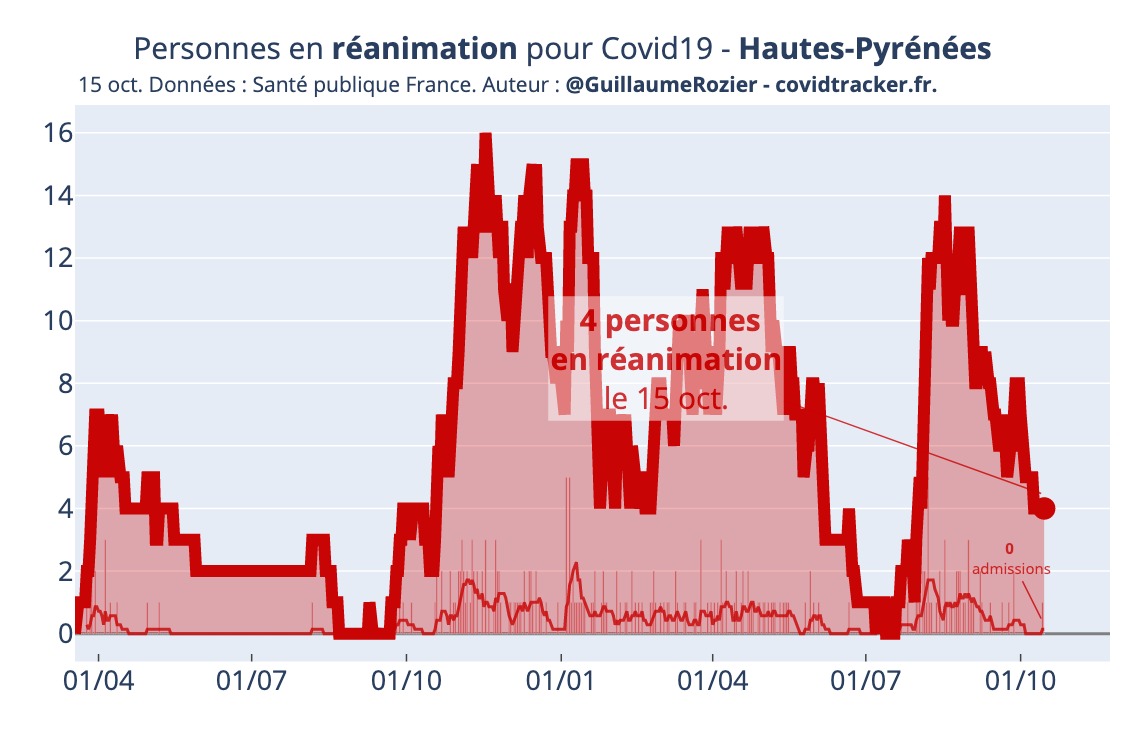 Personnes en réanimation pour Covid19 - Hautes-Pyrénées
15 oct. Données : Santé publique France. Auteur : @GuillaumeRozier - covidtracker.fr.
16
14
12
10
8
6
4
2
0
4 personnes
en réanimation
le 15 oct.
0
admissions
01/04
01/07
01/10
01/01
01/04
01/07
01/10